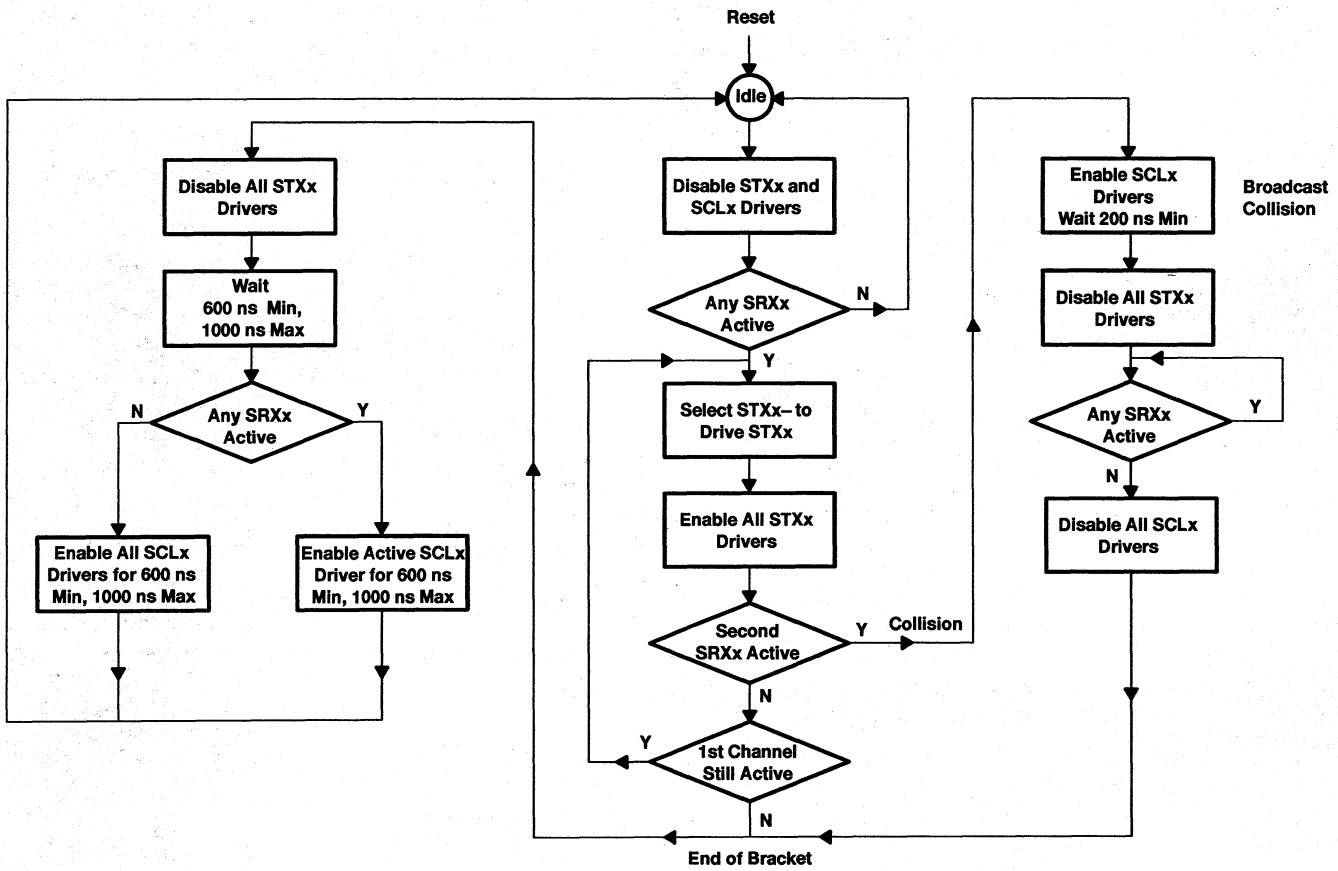 Reset
Idle
Disable All STXx
Drivers
Wait
600 ns Min,
1000 ns Max
Any SRXx
Active
N
Y
Enable All SCLx
Drivers for 600 ns
Min, 1000 ns Max
Enable Active SCLx
Driver for 600 ns
Min, 1000 ns Max
Disable STXx and
SCLx Drivers
Any SRXx
Active
N
Y
Select STXx– to
Drive STXx
Enable All STXx
Drivers
Second
SRXx Active
Y
Collision
N
1st Channel
Still Active
Y
N
End of Bracket
Enable SCLx
Drivers
Wait 200 ns Min
Broadcast
Collision
Disable All STXx
Drivers
Any SRXx
Active
Y
N
Disable All SCLx
Drivers